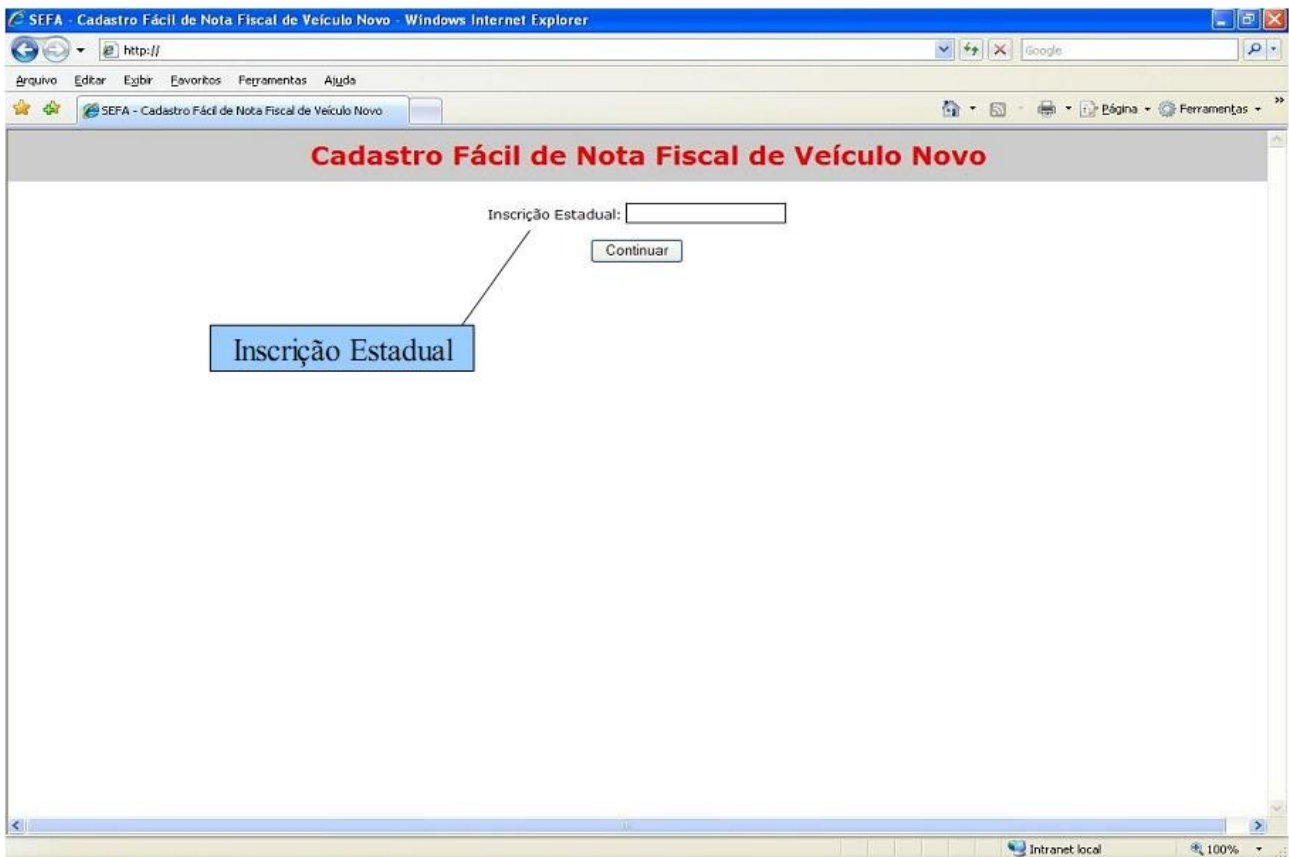 SEFA - Cadastro Fácil de Nota Fiscal de Veículo Novo - Windows Internet Explorer
http://
Google
Arquivo Editar Exibir Favoritos Ferramentas Ajuda
SEFA - Cadastro Fácil de Nota Fiscal de Veículo Novo
Página Ferramentas
Cadastro Fácil de Nota Fiscal de Veículo Novo
Inscrição Estadual:
Continuar
Inscrição Estadual
Intranet local 100%